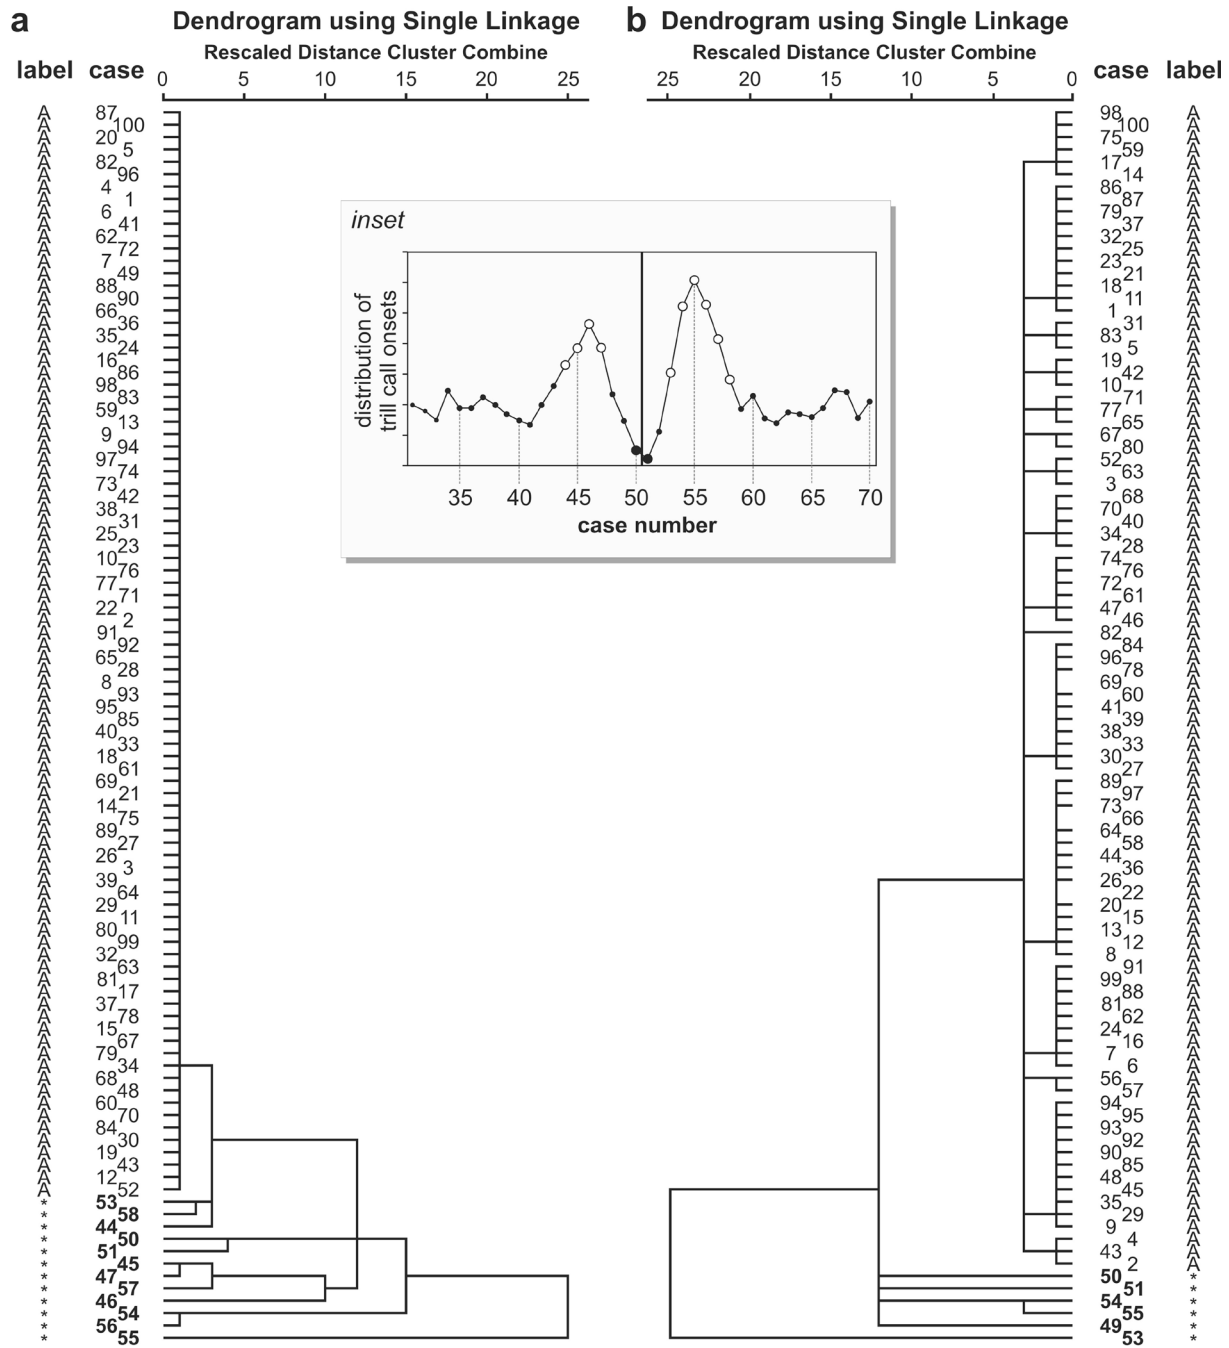 a
Dendrogram using Single Linkage
Rescaled Distance Cluster Combine
label case 0 5 10 15 20 25
A 87
A 100
A 20
A 5
A 82
A 96
A 4
A 1
A 6
A 41
A 62
A 72
A 7
A 49
A 88
A 90
A 66
A 36
A 35
A 24
A 16
A 86
A 98
A 83
A 59
A 13
A 9
A 94
A 97
A 74
A 73
A 42
A 38
A 31
A 25
A 23
A 10
A 76
A 77
A 71
A 22
A 2
A 91
A 92
A 65
A 28
A 8
A 93
A 95
A 85
A 40
A 33
A 18
A 61
A 69
A 21
A 14
A 75
A 89
A 27
A 26
A 3
A 39
A 64
A 29
A 11
A 80
A 99
A 32
A 63
A 81
A 17
A 37
A 78
A 15
A 67
A 79
A 34
A 68
A 48
A 60
A 70
A 84
A 30
A 19
A 43
A 12
A 52
* 53
* 58
* 44
* 50
* 51
* 45
* 47
* 57
* 46
* 54
* 56
* 55
inset
distribution of
trill call onsets
35 40 45 50 55 60 65 70
case number
b
Dendrogram using Single Linkage
Rescaled Distance Cluster Combine
25 20 15 10 5 0 case label
98 A
100 A
75 A
59 A
17 A
14 A
86 A
87 A
79 A
37 A
32 A
25 A
23 A
21 A
18 A
11 A
1 A
31 A
83 A
5 A
19 A
42 A
10 A
71 A
77 A
65 A
67 A
80 A
52 A
63 A
3 A
68 A
70 A
40 A
34 A
28 A
74 A
76 A
72 A
61 A
47 A
46 A
82 A
84 A
96 A
78 A
69 A
60 A
41 A
39 A
38 A
33 A
30 A
27 A
89 A
97 A
73 A
66 A
64 A
58 A
44 A
36 A
26 A
22 A
20 A
15 A
13 A
12 A
8 A
91 A
99 A
88 A
81 A
62 A
24 A
16 A
7 A
6 A
56 A
57 A
94 A
95 A
93 A
92 A
90 A
85 A
48 A
45 A
35 A
29 A
9 A
4 A
43 A
2 A
50 *
51 *
54 *
55 *
49 *
53 *